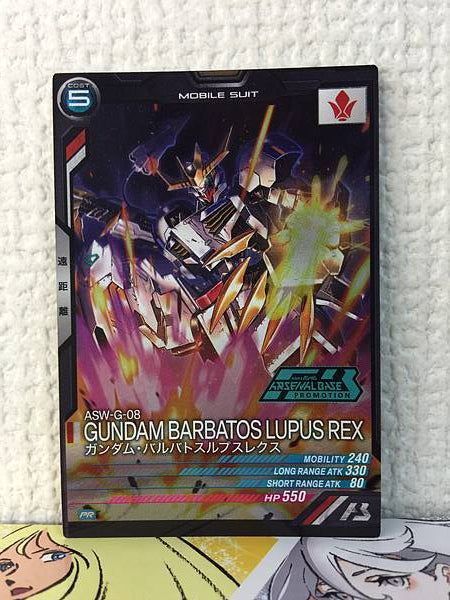 COST
5
MOBILE SUIT
遠距離
ARSENAL BASE
PROMOTION
ASW-G-08
GUNDAM BARBATOS LUPUS REX
ガンダム・バルバトスルプスレクス
MOBILITY 240
LONG RANGE ATK 330
SHORT RANGE ATK 80
HP 550
PR